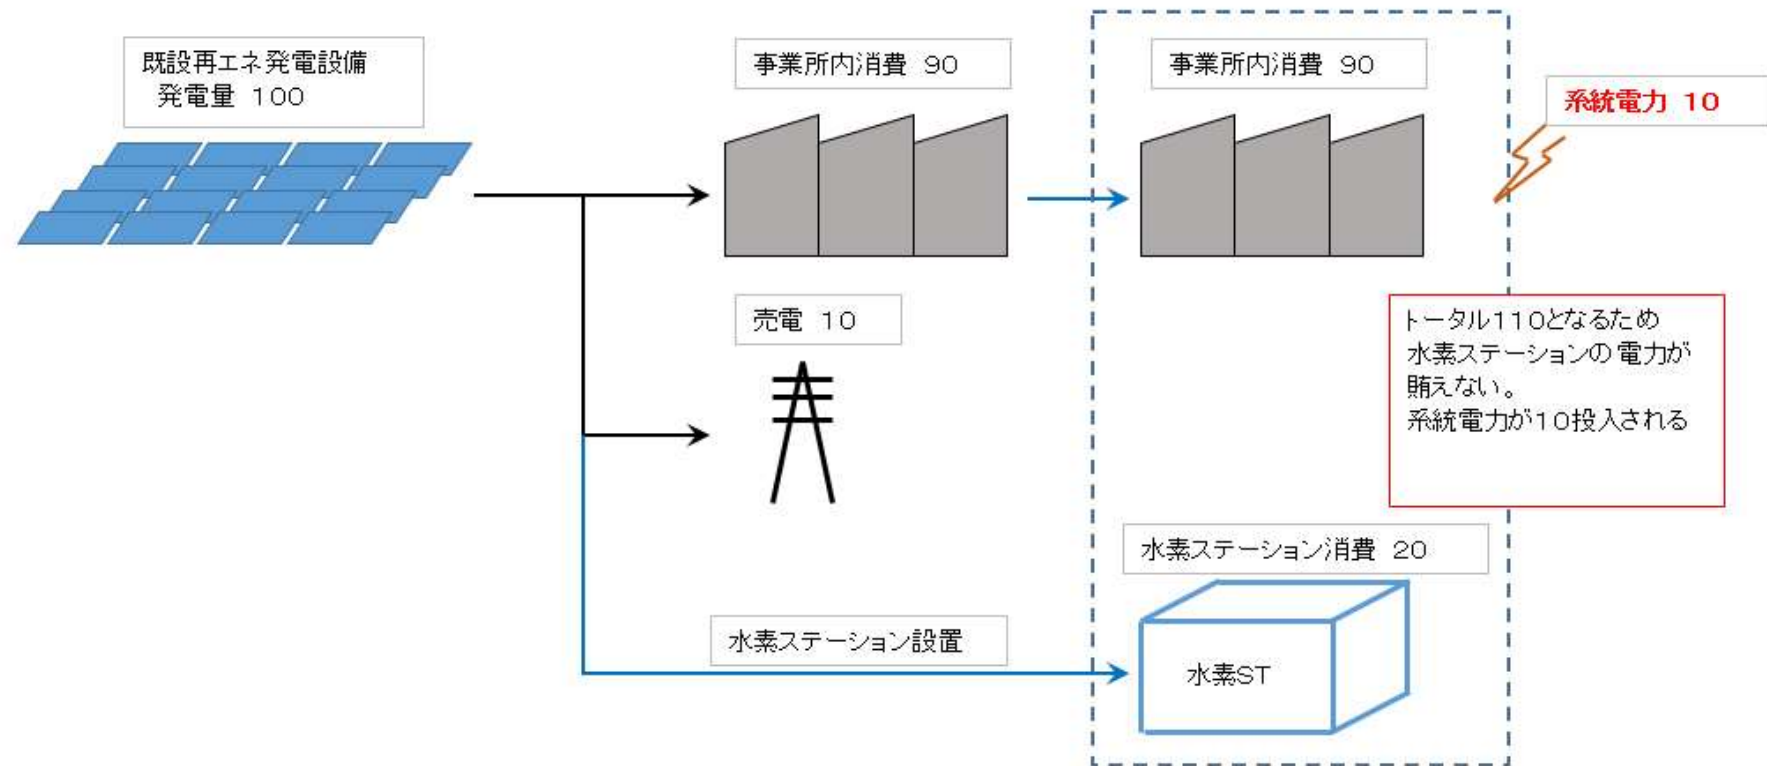 既設再エネ発電設備
発電量 １００
事業所内消費 ９０
事業所内消費 ９０
系統電力 １０
売電 １０
トータル１１０となるため
水素ステーションの電力が
賄えない。
系統電力が１０投入される
水素ステーション消費 ２０
水素ステーション設置
水素ＳＴ